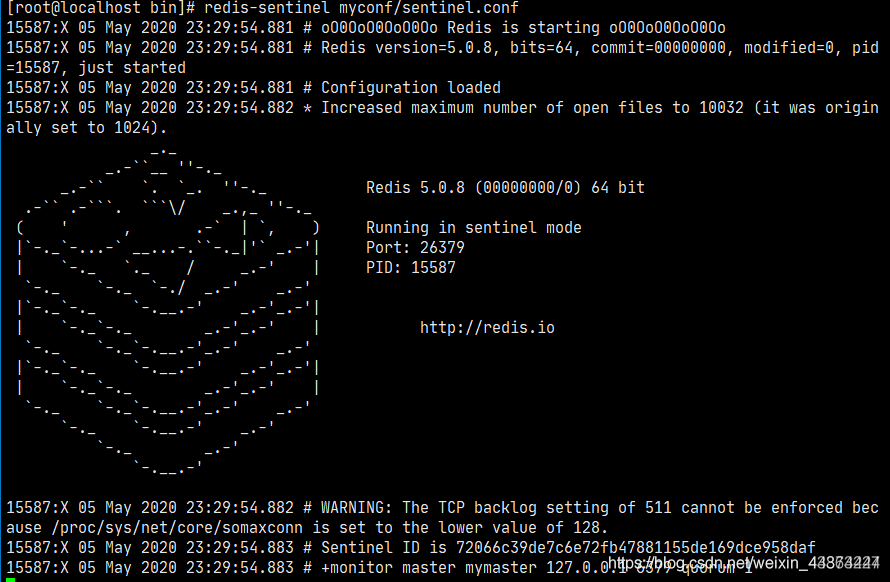 [root@localhost bin]# redis-sentinel myconf/sentinel.conf
15587:X 05 May 2020 23:29:54.881 # oO0OoO0OoO0Oo Redis is starting oO0OoO0OoO0Oo
15587:X 05 May 2020 23:29:54.881 # Redis version=5.0.8, bits=64, commit=00000000, modified=0, pid
=15587, just started
15587:X 05 May 2020 23:29:54.881 # Configuration loaded
15587:X 05 May 2020 23:29:54.882 * Increased maximum number of open files to 10032 (it was origin
ally set to 1024).
Redis 5.0.8 (00000000/0) 64 bit
Running in sentinel mode
Port: 26379
PID: 15587
http://redis.io
15587:X 05 May 2020 23:29:54.882 # WARNING: The TCP backlog setting of 511 cannot be enforced bec
ause /proc/sys/net/core/somaxconn is set to the lower value of 128.
15587:X 05 May 2020 23:29:54.883 # Sentinel ID is 72066c39de7c6e72fb47881155de169dce958daf
15587:X 05 May 2020 23:29:54.883 # +monitor master mymaster 127.0.0.1 6379 quorum 1